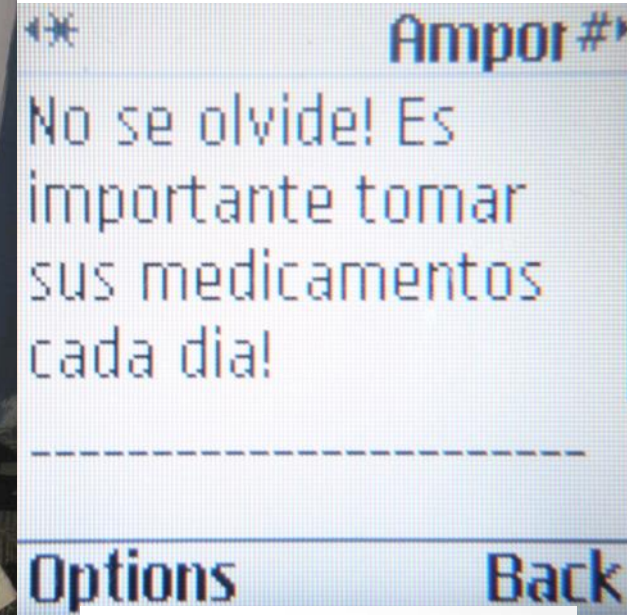 Ampor #
No se olvide! Es
importante tomar
sus medicamentos
cada dia!
-----------------------
Options Back